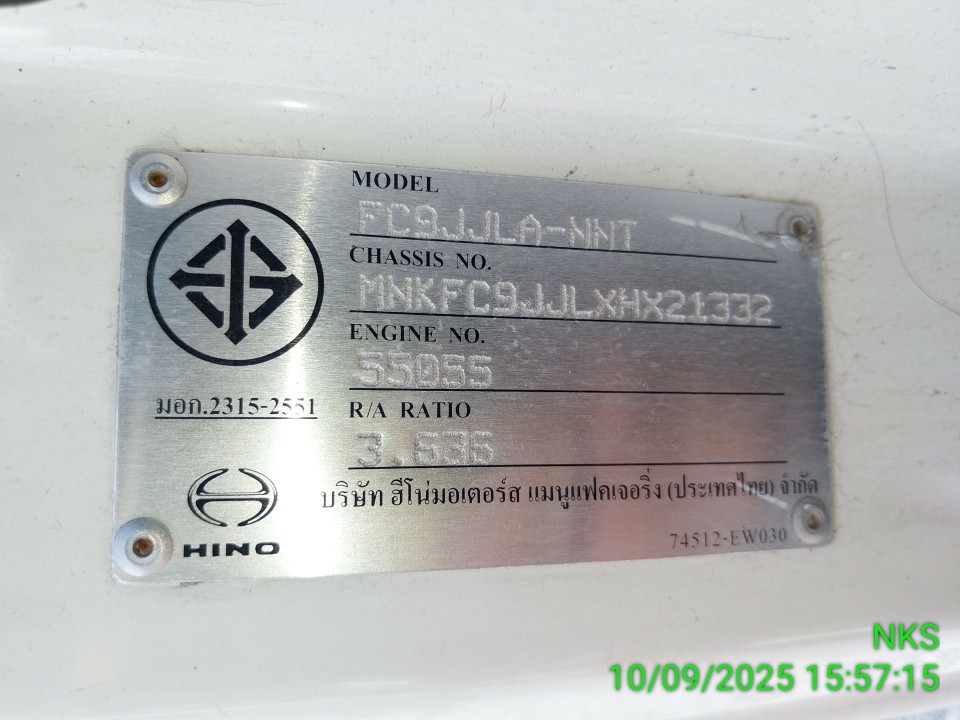 MODEL
FC9JJLA-NNT
CHASSIS NO.
MNKFC9JJLXHX21332
ENGINE NO.
55055
มอก.2315-2551
R/A RATIO
3.636
บริษัท ฮีโน่มอเตอร์ส แมนูแฟคเจอริ่ง (ประเทศไทย) จำกัด
HINO
74512-EW030
NKS
10/09/2025 15:57:15